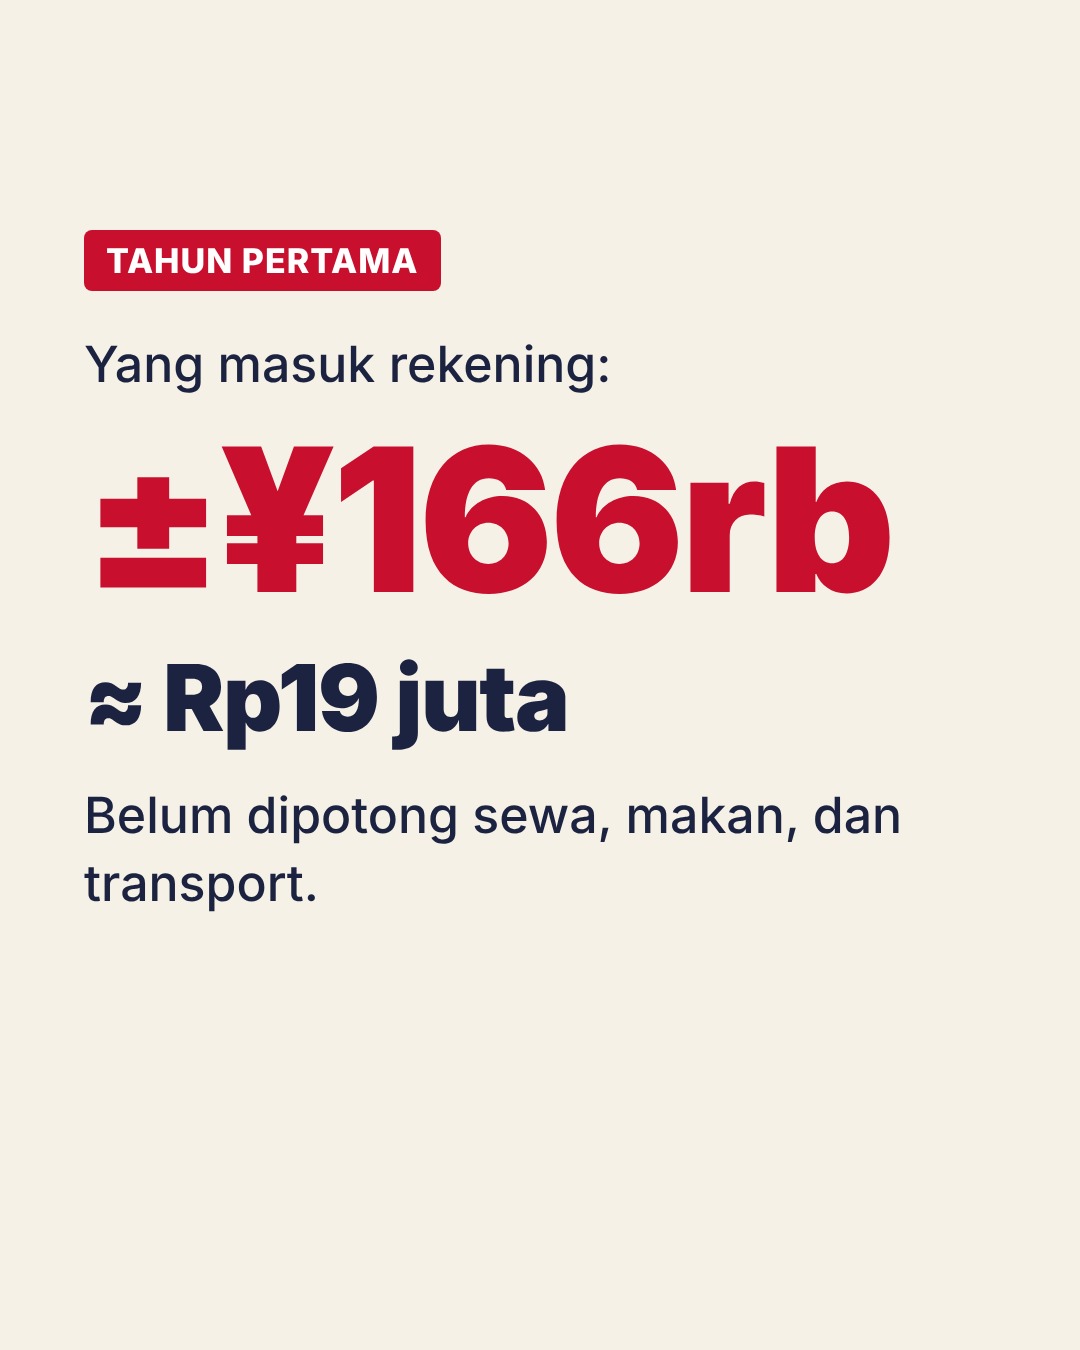 TAHUN PERTAMA
Yang masuk rekening:
±¥166rb
≈ Rp19 juta
Belum dipotong sewa, makan, dan
transport.